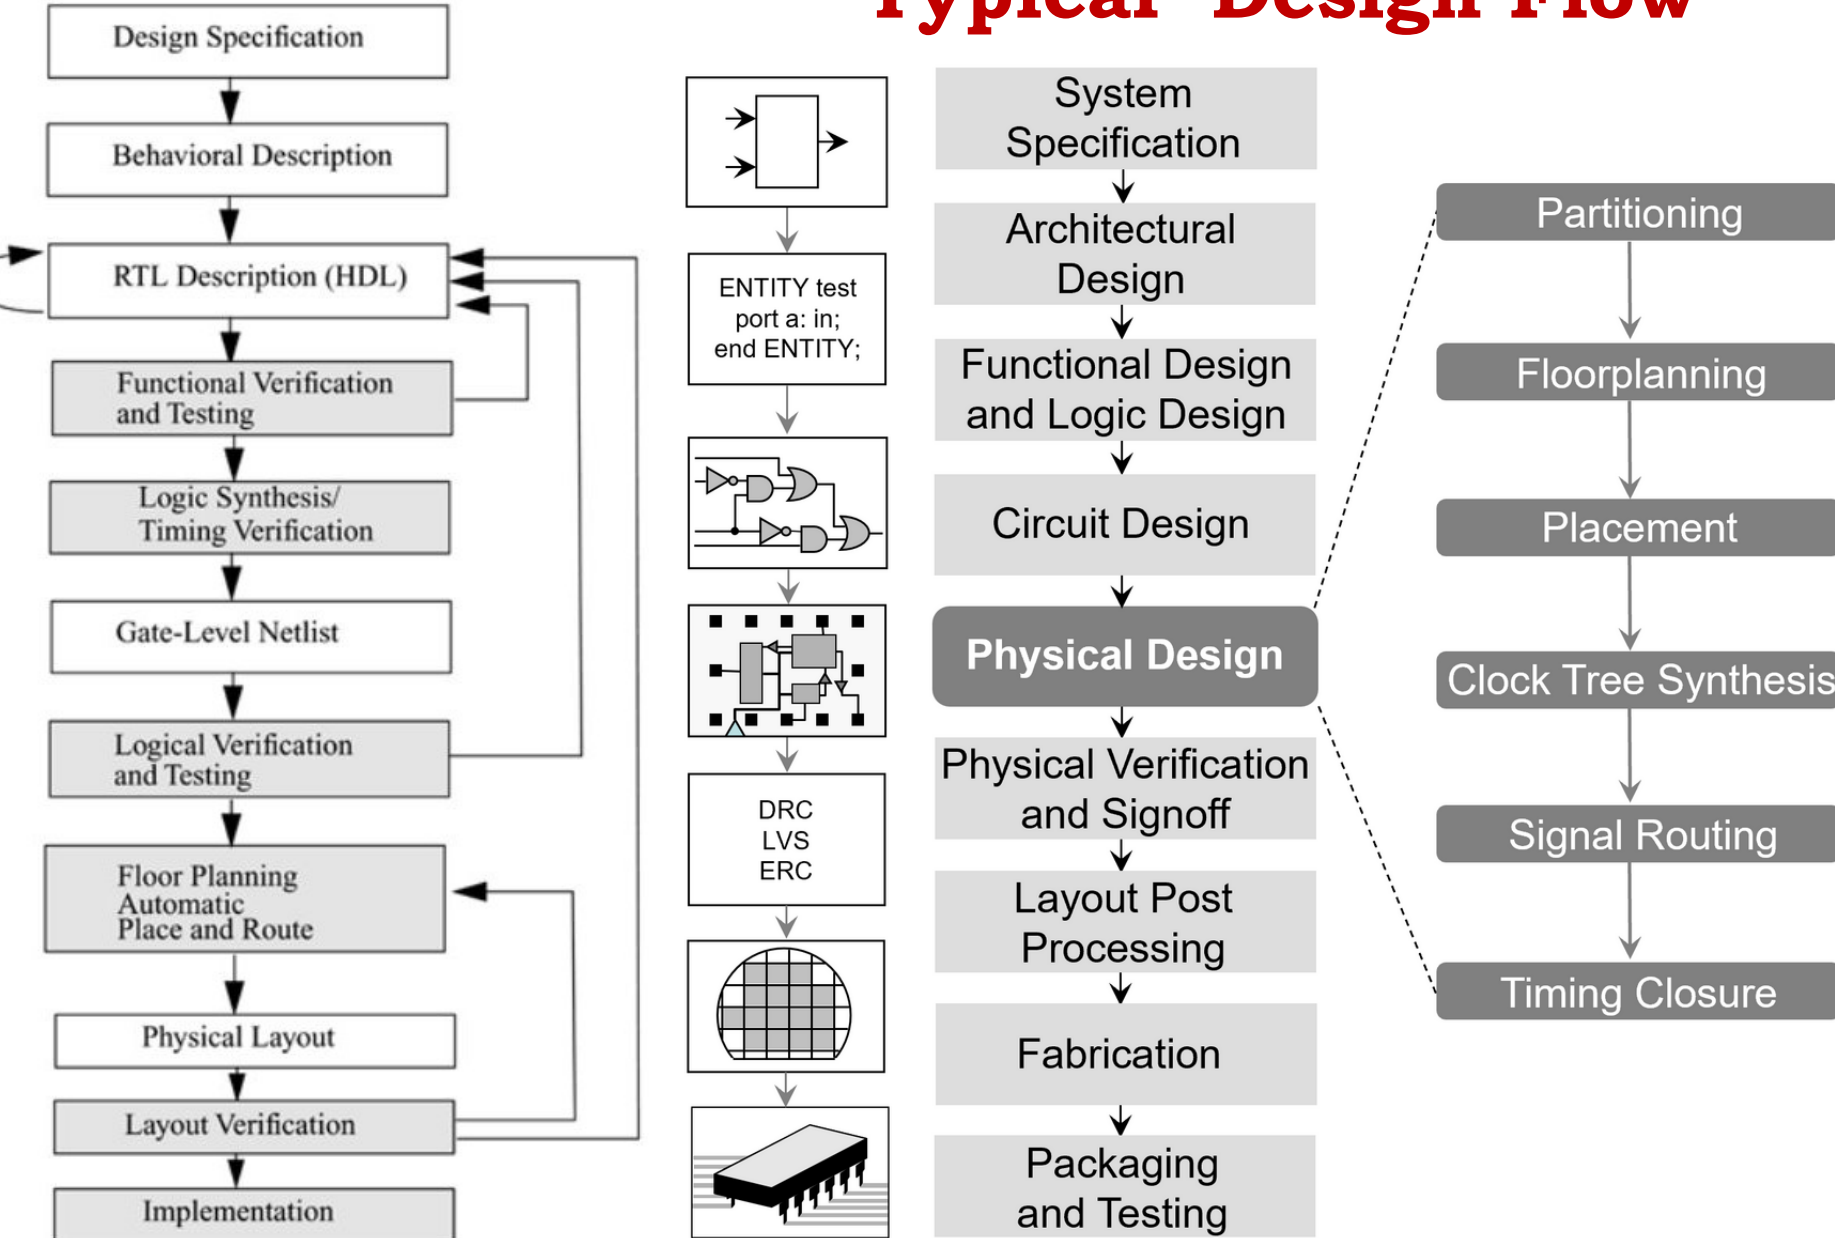 Typical Design Flow
Design Specification
Behavioral Description
RTL Description (HDL)
Functional Verification
and Testing
Logic Synthesis/
Timing Verification
Gate-Level Netlist
Logical Verification
and Testing
Floor Planning
Automatic
Place and Route
Physical Layout
Layout Verification
Implementation
ENTITY test
port a: in;
end ENTITY;
DRC
LVS
ERC
System
Specification
Architectural
Design
Functional Design
and Logic Design
Circuit Design
Physical Design
Physical Verification
and Signoff
Layout Post
Processing
Fabrication
Packaging
and Testing
Partitioning
Floorplanning
Placement
Clock Tree Synthesis
Signal Routing
Timing Closure